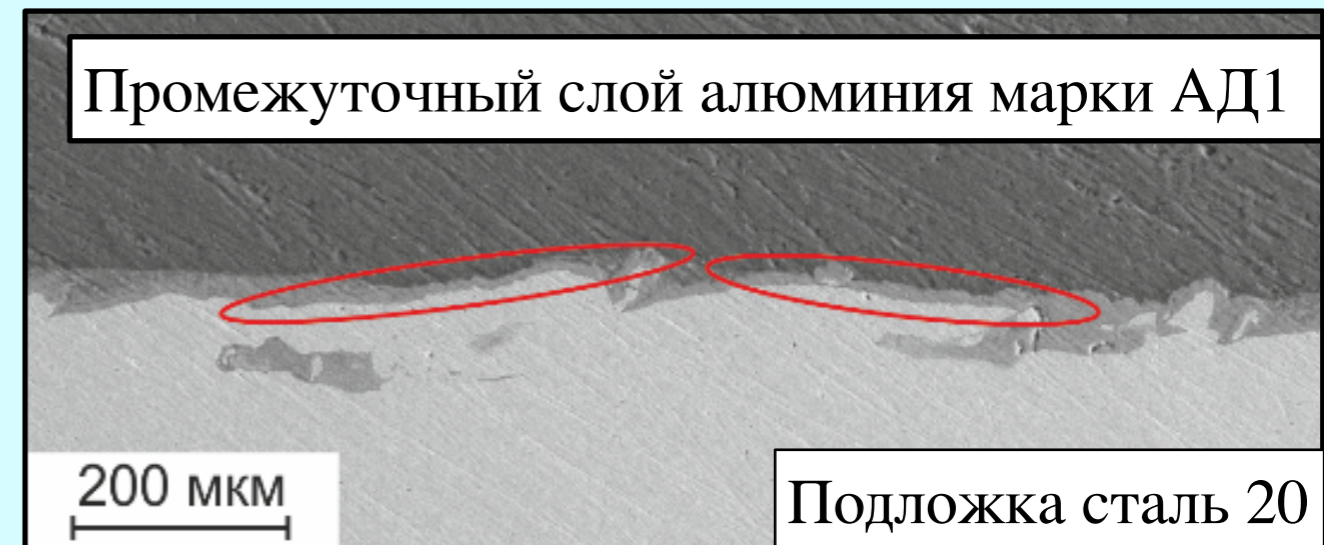 Промежуточный слой алюминия марки АД1
200 мкм
Подложка сталь 20